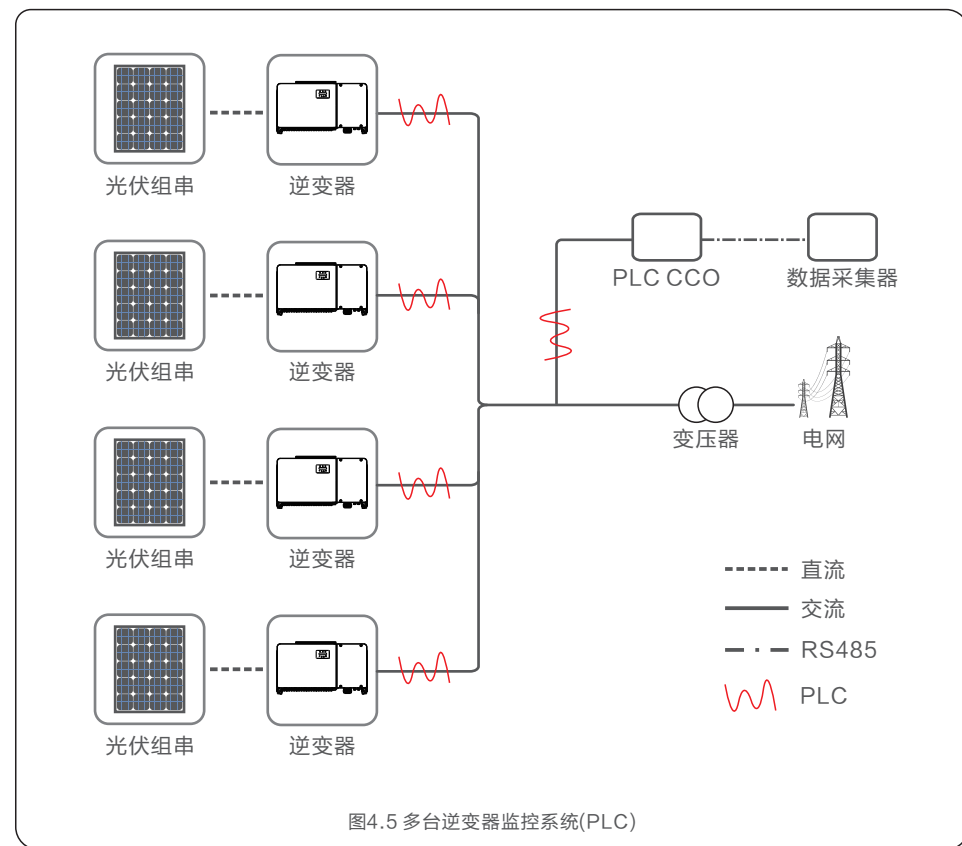 光伏组串
逆变器
光伏组串
逆变器
光伏组串
逆变器
光伏组串
逆变器
PLC CCO
数据采集器
变压器
电网
直流
交流
RS485
PLC
图4.5 多台逆变器监控系统(PLC)